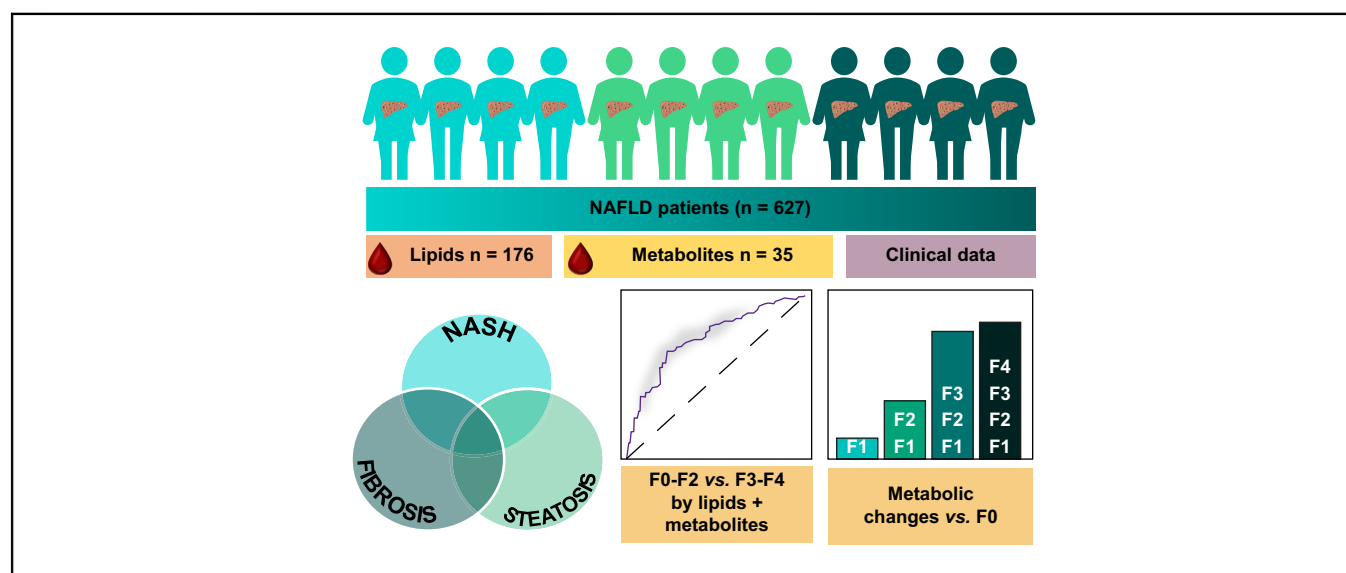 NAFLD patients (n = 627)
Lipids n = 176
Metabolites n = 35
Clinical data
NASH
FIBROSIS
STEATOSIS
F0-F2 vs. F3-F4
by lipids +
metabolites
F1
F2
F1
F3
F2
F1
F4
F3
F2
F1
Metabolic
changes vs. F0